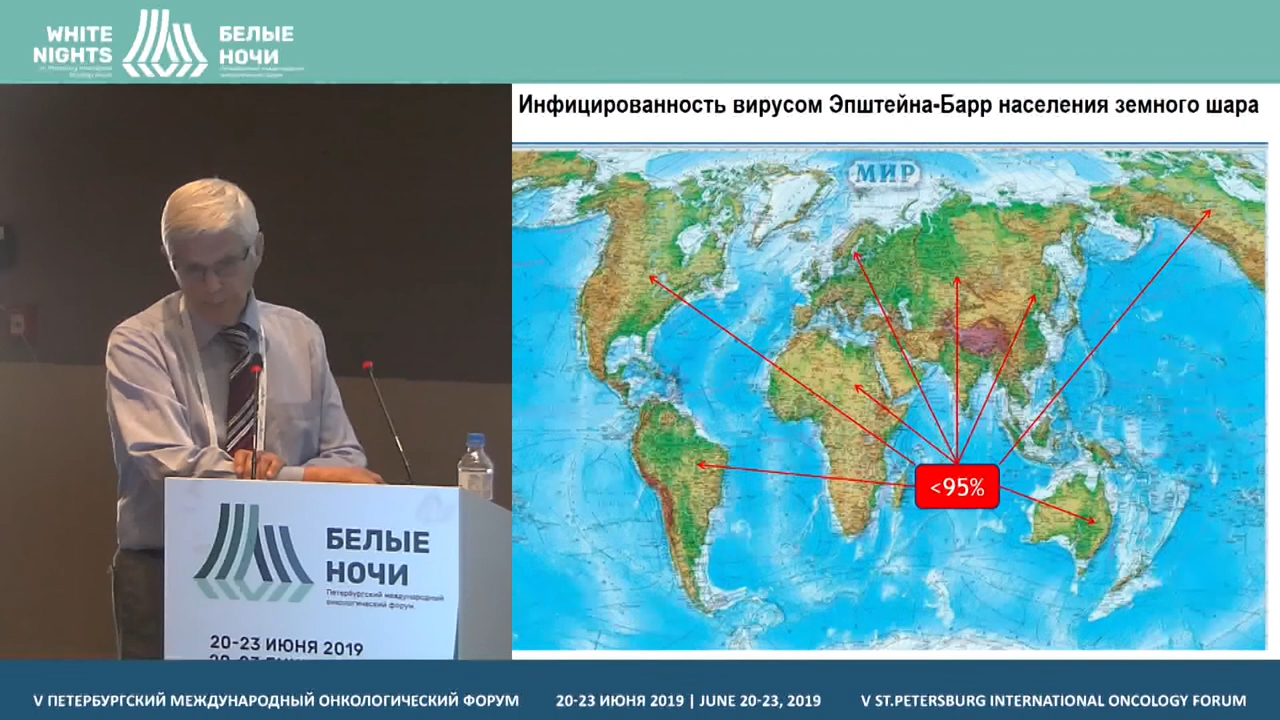 WHITE
NIGHTS
БЕЛЫЕ
НОЧИ
Инфицированность вирусом Эпштейна-Барр населения земного шара
МИР
<95%
БЕЛЫЕ
НОЧИ
Петербургский международный
онкологический форум
20-23 ИЮНЯ 2019
V ПЕТЕРБУРГСКИЙ МЕЖДУНАРОДНЫЙ ОНКОЛОГИЧЕСКИЙ ФОРУМ
20-23 ИЮНЯ 2019 | JUNE 20-23, 2019
V ST.PETERSBURG INTERNATIONAL ONCOLOGY FORUM